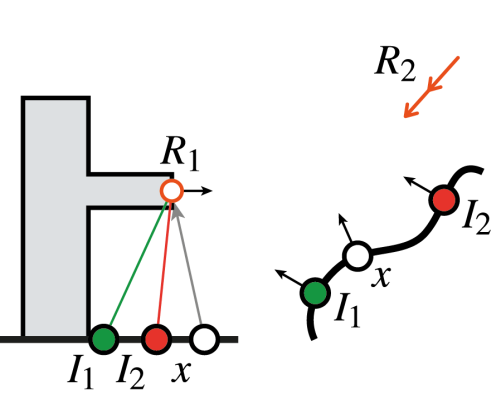 R₁
I₁ I₂ x
R₂
I₂
x
I₁